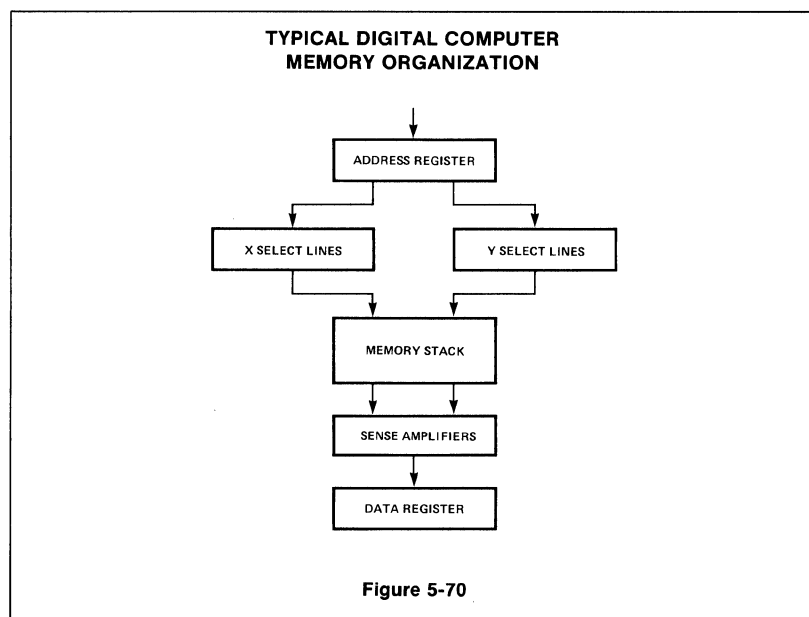 TYPICAL DIGITAL COMPUTER
MEMORY ORGANIZATION
ADDRESS REGISTER
X SELECT LINES
Y SELECT LINES
MEMORY STACK
SENSE AMPLIFIERS
DATA REGISTER
Figure 5-70